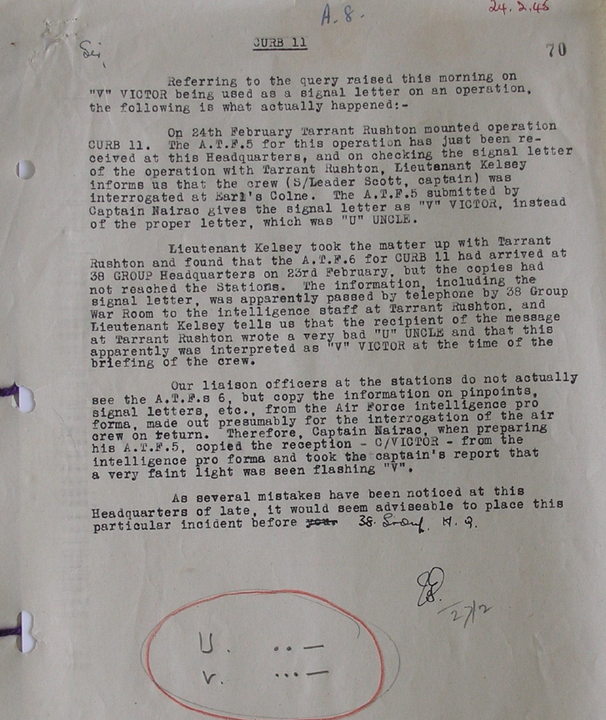 A.8.
24.2.45
Sir,
CURB 11
70
Referring to the query raised this morning on
"V" VICTOR being used as a signal letter on an operation,
the following is what actually happened:-
On 24th February Tarrant Rushton mounted operation
CURB 11. The A.T.F.5 for this operation has just been re-
ceived at this Headquarters, and on checking the signal letter
of the operation with Tarrant Rushton, Lieutenant Kelsey
informs us that the crew (S/Leader Scott, captain) was
interrogated at Earl's Colne. The A.T.F.5 submitted by
Captain Nairac gives the signal letter as "V" VICTOR, instead
of the proper letter, which was "U" UNCLE.
Lieutenant Kelsey took the matter up with Tarrant
Rushton and found that the A.T.F.6 for CURB 11 had arrived at
38 GROUP Headquarters on 23rd February, but the copies had
not reached the Stations. The information, including the
signal letter, was apparently passed by telephone by 38 Group
War Room to the intelligence staff at Tarrant Rushton, and
Lieutenant Kelsey tells us that the recipient of the message
at Tarrant Rushton wrote a very bad "U" UNCLE and that this
apparently was interpreted as "V" VICTOR at the time of the
briefing of the crew.
Our liaison officers at the stations do not actually
see the A.T.F.s 6, but copy the information on pinpoints,
signal letters, etc., from the Air Force intelligence pro
forma, made out presumably for the interrogation of the air
crew on return. Therefore, Captain Nairac, when preparing
his A.T.F.5, copied the reception - C/VICTOR - from the
intelligence pro forma and took the captain's report that
a very faint light was seen flashing "V".
As several mistakes have been noticed at this
Headquarters of late, it would seem adviseable to place this
particular incident before your 38 Group H.Q.
27/2
U. ..—
V. ...—